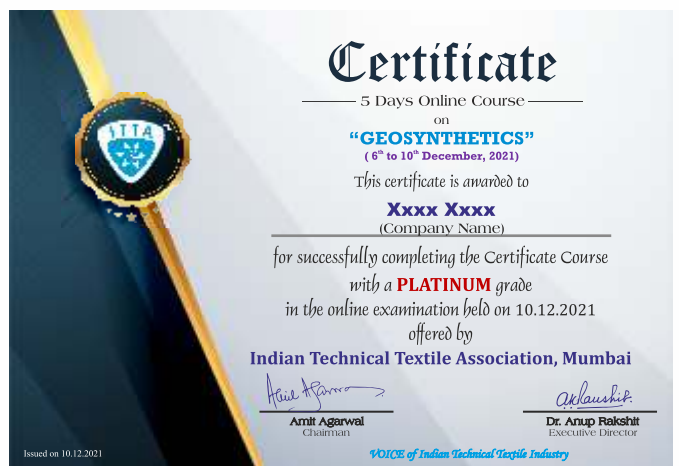 Certificate
5 Days Online Course
on
“GEOSYNTHETICS”
( 6th to 10th December, 2021)
This certificate is awarded to
Xxxx Xxxx
(Company Name)
for successfully completing the Certificate Course
with a PLATINUM grade
in the online examination held on 10.12.2021
offered by
Indian Technical Textile Association, Mumbai
Amit Agarwal
Chairman
Dr. Anup Rakshit
Executive Director
ITTA
Issued on 10.12.2021
VOICE of Indian Technical Textile Industry